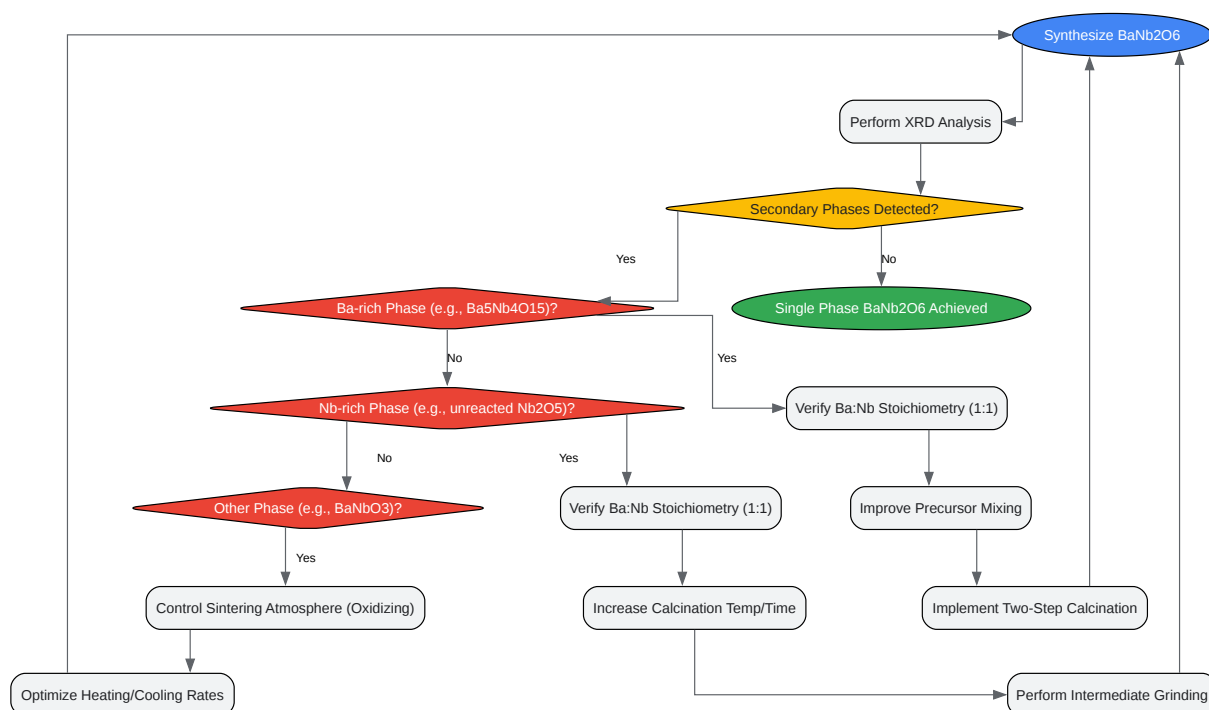 Synthesize BaNb2O6
Perform XRD Analysis
Secondary Phases Detected?
Yes
No
Ba-rich Phase (e.g., Ba5Nb4O15)?
Single Phase BaNb2O6 Achieved
No
Yes
Nb-rich Phase (e.g., unreacted Nb2O5)?
Verify Ba:Nb Stoichiometry (1:1)
No
Yes
Other Phase (e.g., BaNbO3)?
Verify Ba:Nb Stoichiometry (1:1)
Improve Precursor Mixing
Yes
Control Sintering Atmosphere (Oxidizing)
Increase Calcination Temp/Time
Implement Two-Step Calcination
Optimize Heating/Cooling Rates
Perform Intermediate Grinding